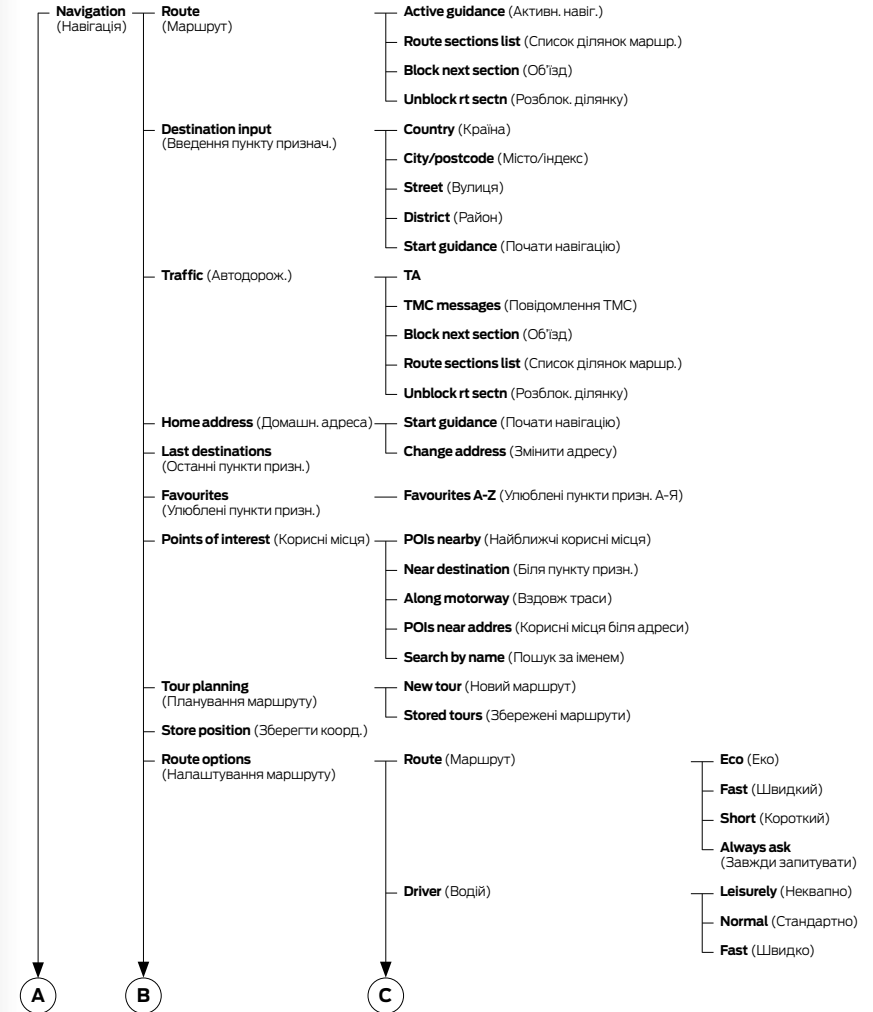 Navigation
(Навігація)
Route
(Маршрут)
Active guidance (Активн. навіг.)
Route sections list (Список ділянок маршр.)
Block next section (Об'їзд)
Unblock rt sectn (Розблок. ділянку)
Destination input
(Введення пункту признач.)
Country (Країна)
City/postcode (Місто/індекс)
Street (Вулиця)
District (Район)
Start guidance (Почати навігацію)
Traffic (Автодорож.)
TA
TMC messages (Повідомлення TMC)
Block next section (Об'їзд)
Route sections list (Список ділянок маршр.)
Unblock rt sectn (Розблок. ділянку)
Home address (Домашн. адреса)
Start guidance (Почати навігацію)
Change address (Змінити адресу)
Last destinations
(Останні пункти призн.)
Favourites
(Улюблені пункти призн.)
Favourites A-Z (Улюблені пункти призн. А-Я)
Points of interest (Корисні місця)
POIs nearby (Найближчі корисні місця)
Near destination (Біля пункту призн.)
Along motorway (Вздовж траси)
POIs near addres (Корисні місця біля адреси)
Search by name (Пошук за іменем)
Tour planning
(Планування маршруту)
New tour (Новий маршрут)
Stored tours (Збережені маршрути)
Store position (Зберегти коорд.)
Route options
(Налаштування маршруту)
Route (Маршрут)
Eco (Еко)
Fast (Швидкий)
Short (Короткий)
Always ask
(Завжди запитувати)
Driver (Водій)
Leisurely (Неквапно)
Normal (Стандартно)
Fast (Швидко)
A
B
C